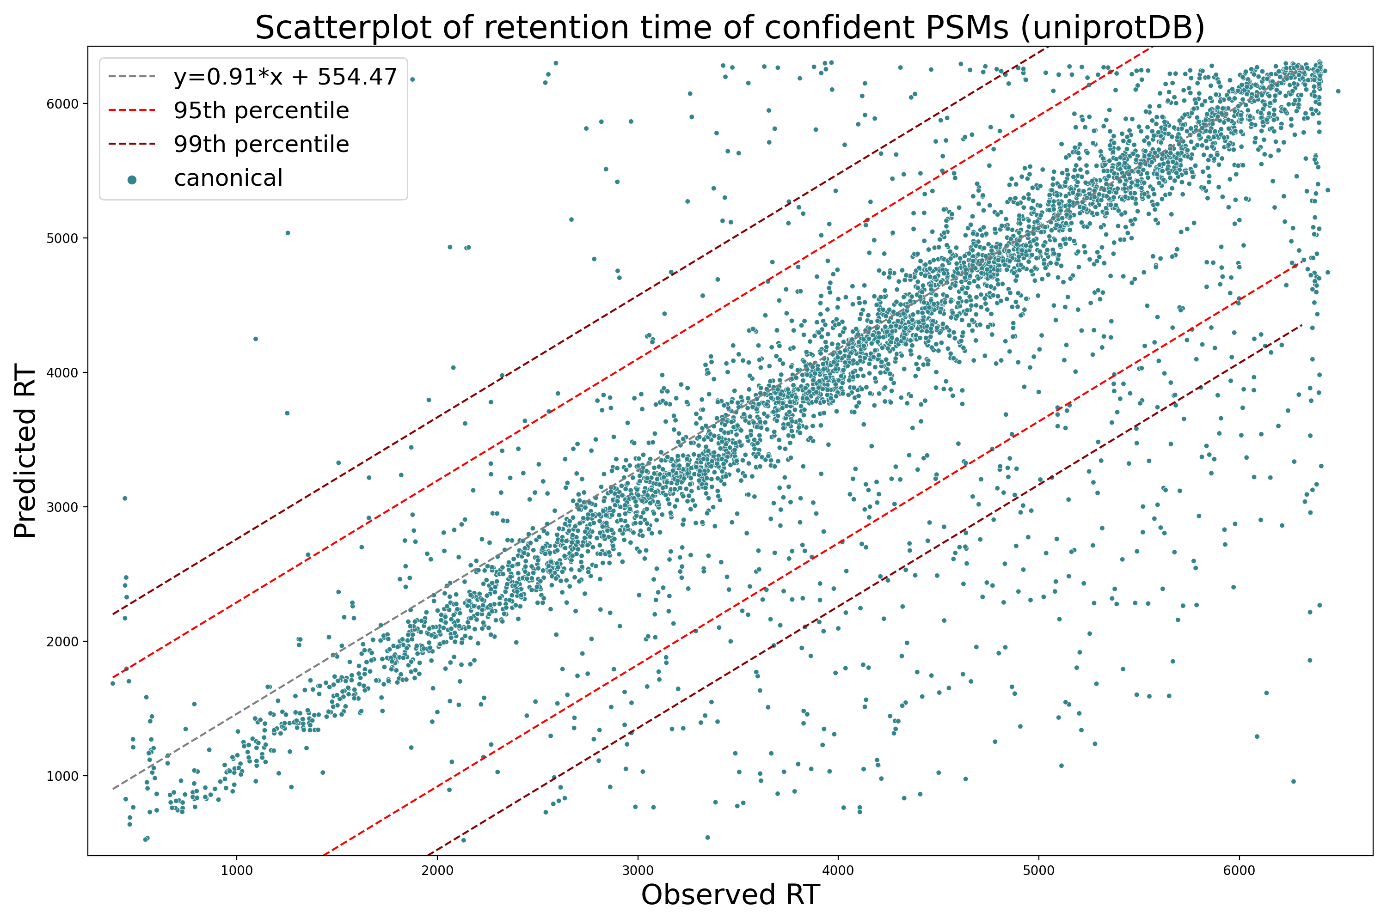 Scatterplot of retention time of confident PSMs (uniprotDB)
y=0.91*x + 554.47
95th percentile
99th percentile
canonical
Predicted RT
6000
5000
4000
3000
2000
1000
1000 2000 3000 4000 5000 6000
Observed RT